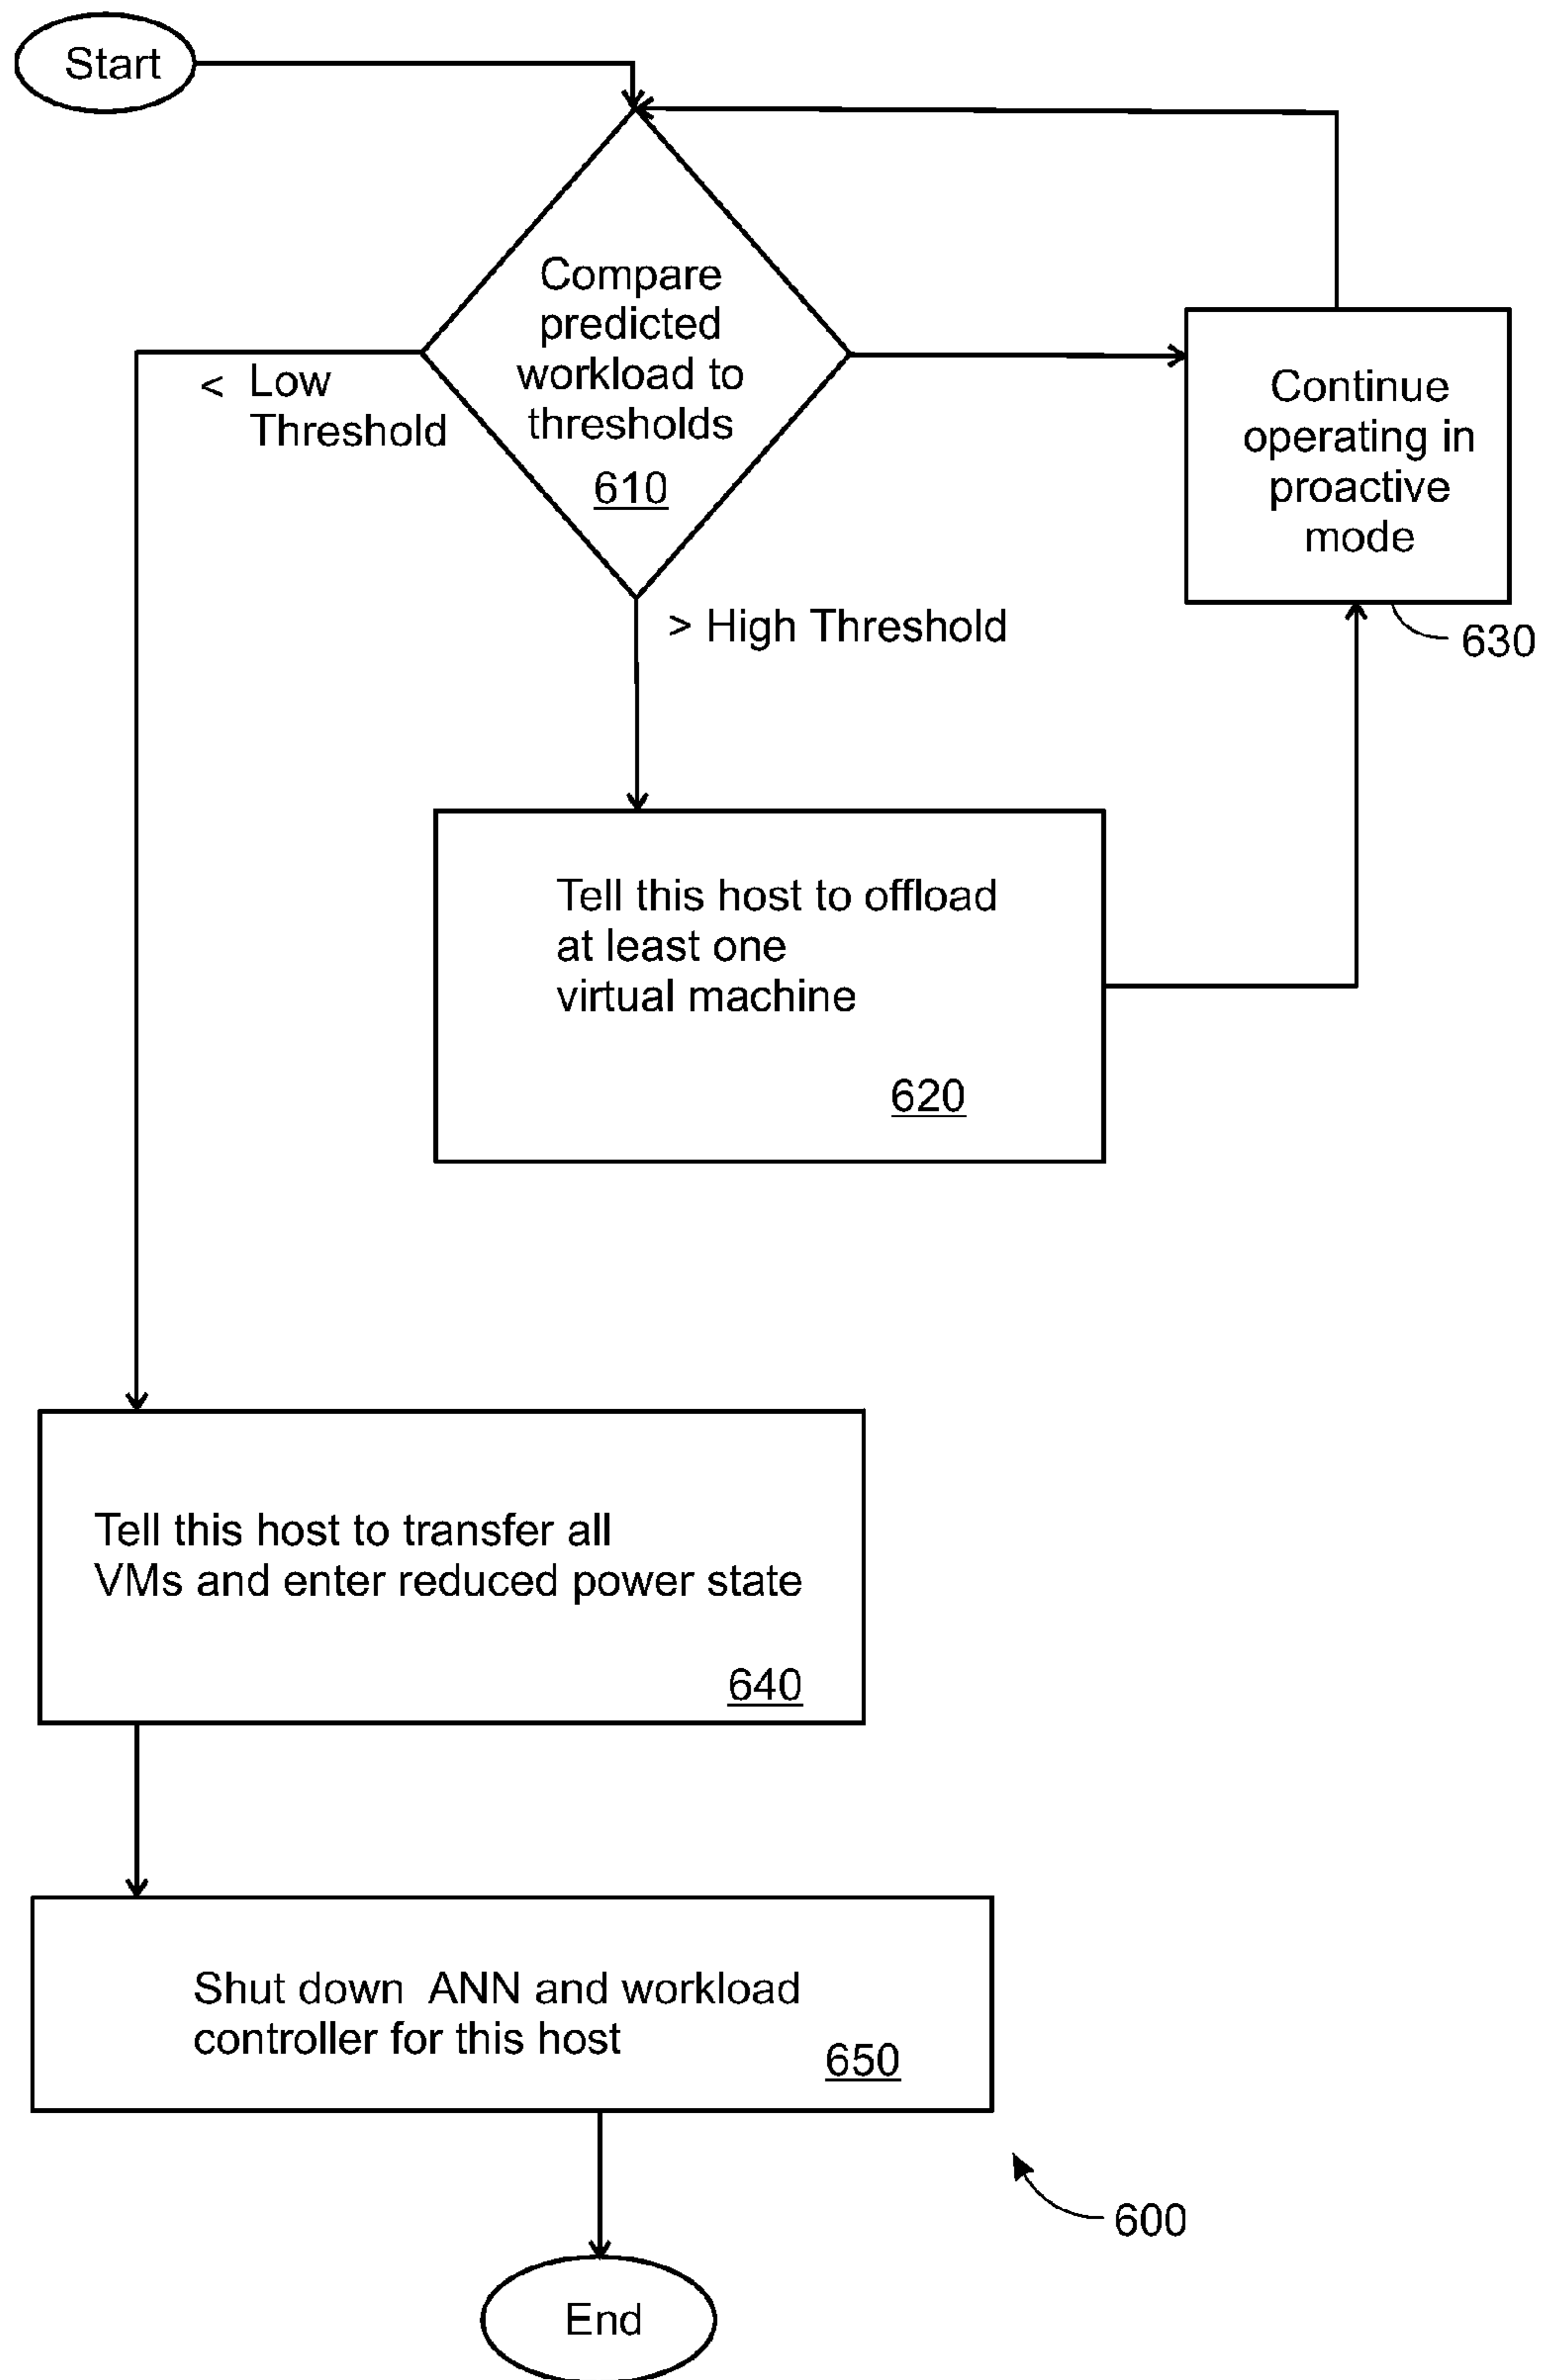 Start
Compare
predicted
workload to
thresholds
610
< Low
Threshold
Continue
operating in
proactive
mode
> High Threshold
630
Tell this host to offload
at least one
virtual machine
620
Tell this host to transfer all
VMs and enter reduced power state
640
Shut down ANN and workload
controller for this host
650
600
End